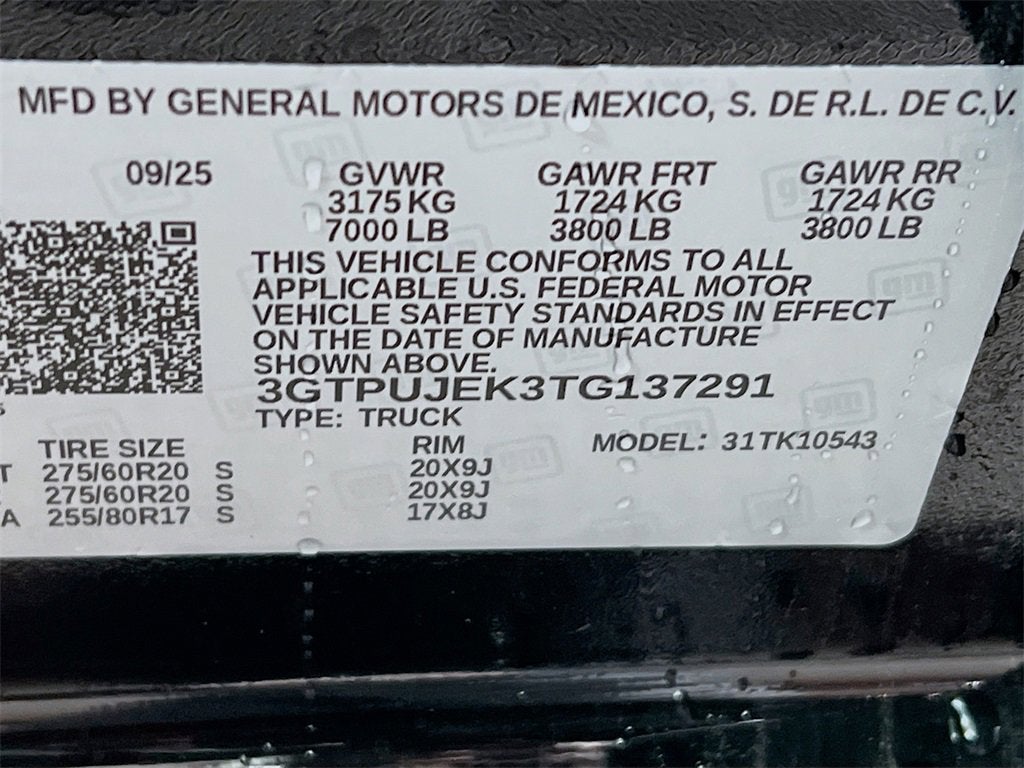 MFD BY GENERAL MOTORS DE MEXICO, S. DE R.L. DE C.V.
09/25 GVWR GAWR FRT GAWR RR
3175 KG 1724 KG 1724 KG
7000 LB 3800 LB 3800 LB
THIS VEHICLE CONFORMS TO ALL
APPLICABLE U.S. FEDERAL MOTOR
VEHICLE SAFETY STANDARDS IN EFFECT
ON THE DATE OF MANUFACTURE
SHOWN ABOVE.
3GTPUJEK3TG137291
TYPE: TRUCK
TIRE SIZE RIM MODEL: 31TK10543
T 275/60R20 S 20X9J
275/60R20 S 20X9J
A 255/80R17 S 17X8J